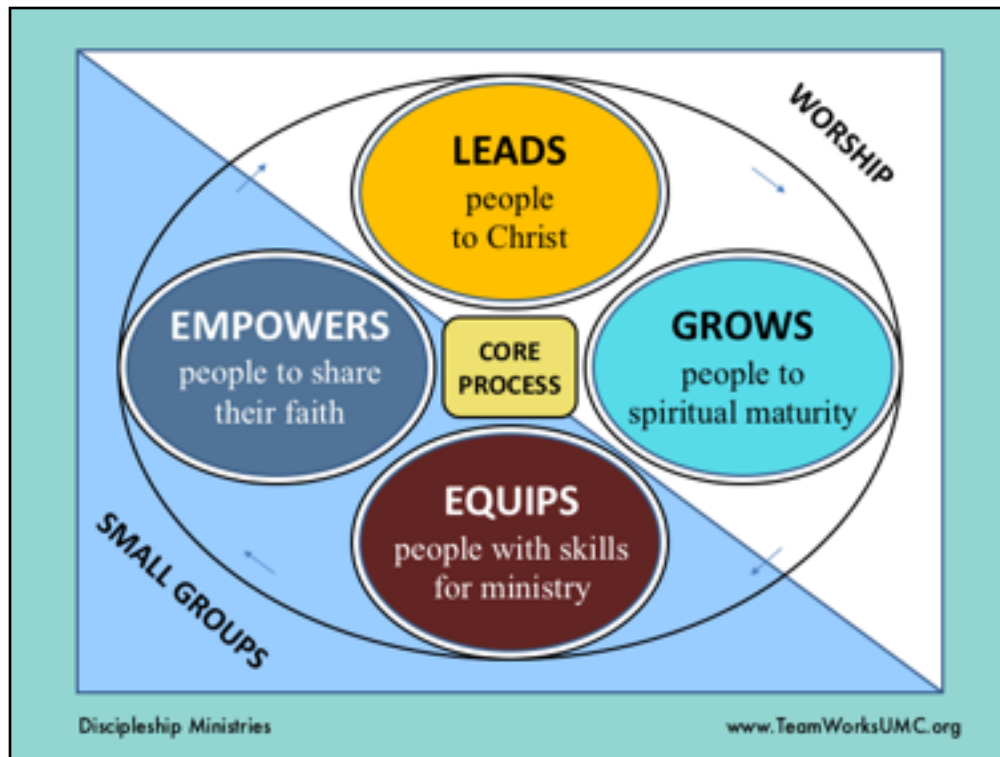 WORSHIP
LEADS
people
to Christ
EMPOWERS
people to share
their faith
CORE
PROCESS
GROWS
people to
spiritual maturity
EQUIPS
people with skills
for ministry
SMALL GROUPS
Discipleship Ministries
www.TeamWorksUMC.org